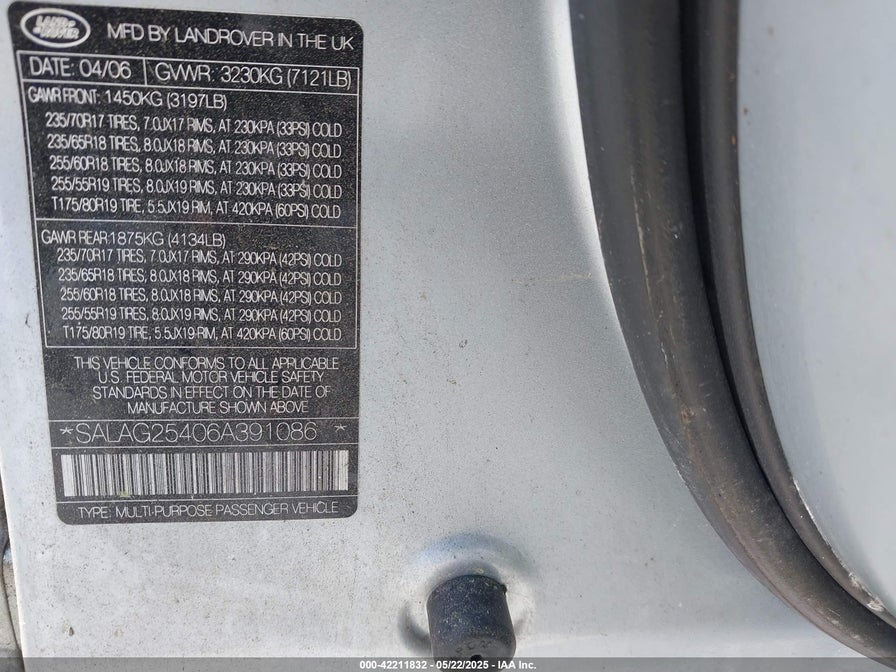 LAND ROVER
MFD BY LANDROVER IN THE UK
DATE: 04/06 GVWR: 3230KG (7121LB)
GAWR FRONT: 1450KG (3197LB)
235/70R17 TIRES, 7.0JX17 RIMS, AT 230KPA (33PSI) COLD
235/65R18 TIRES, 8.0JX18 RIMS, AT 230KPA (33PSI) COLD
255/60R18 TIRES, 8.0JX18 RIMS, AT 230KPA (33PSI) COLD
255/55R19 TIRES, 8.0JX19 RIMS, AT 230KPA (33PSI) COLD
T175/80R19 TIRE, 5.5JX19 RIM, AT 420KPA (60PSI) COLD
GAWR REAR: 1875KG (4134LB)
235/70R17 TIRES, 7.0JX17 RIMS, AT 290KPA (42PSI) COLD
235/65R18 TIRES, 8.0JX18 RIMS, AT 290KPA (42PSI) COLD
255/60R18 TIRES, 8.0JX18 RIMS, AT 290KPA (42PSI) COLD
255/55R19 TIRES, 8.0JX19 RIMS, AT 290KPA (42PSI) COLD
T175/80R19 TIRE, 5.5JX19 RIM, AT 420KPA (60PSI) COLD
THIS VEHICLE CONFORMS TO ALL APPLICABLE
U.S. FEDERAL MOTOR VEHICLE SAFETY
STANDARDS IN EFFECT ON THE DATE OF
MANUFACTURE SHOWN ABOVE
*SALAG25406A391086 *
TYPE: MULTI-PURPOSE PASSENGER VEHICLE
000-42211832 - 05/22/2025 - IAA Inc.